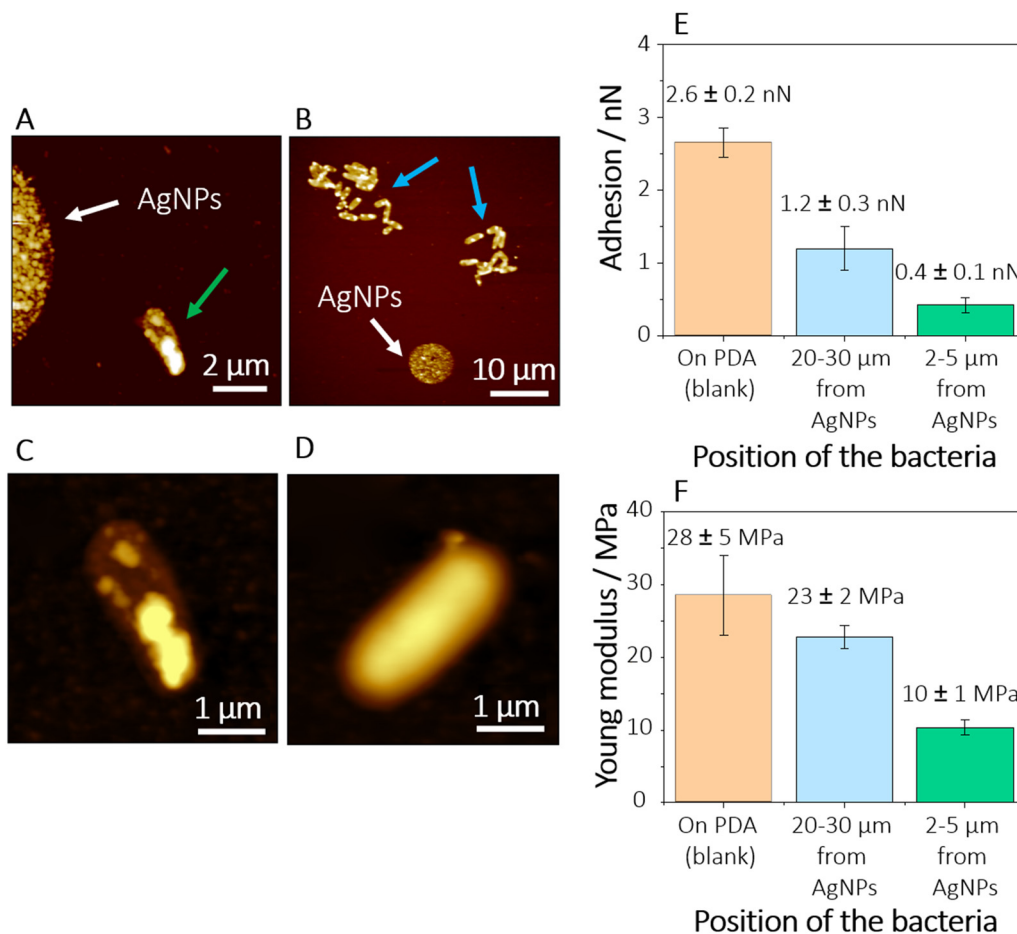 A
AgNPs
2 µm
B
AgNPs
10 µm
C
1 µm
D
1 µm
E
Adhesion / nN
4
3
2
1
0
2.6 ± 0.2 nN
1.2 ± 0.3 nN
0.4 ± 0.1 nN
On PDA
(blank)
20-30 µm
from
AgNPs
2-5 µm
from
AgNPs
Position of the bacteria
F
Young modulus / MPa
40
30
20
10
0
28 ± 5 MPa
23 ± 2 MPa
10 ± 1 MPa
On PDA
(blank)
20-30 µm
from
AgNPs
2-5 µm
from
AgNPs
Position of the bacteria